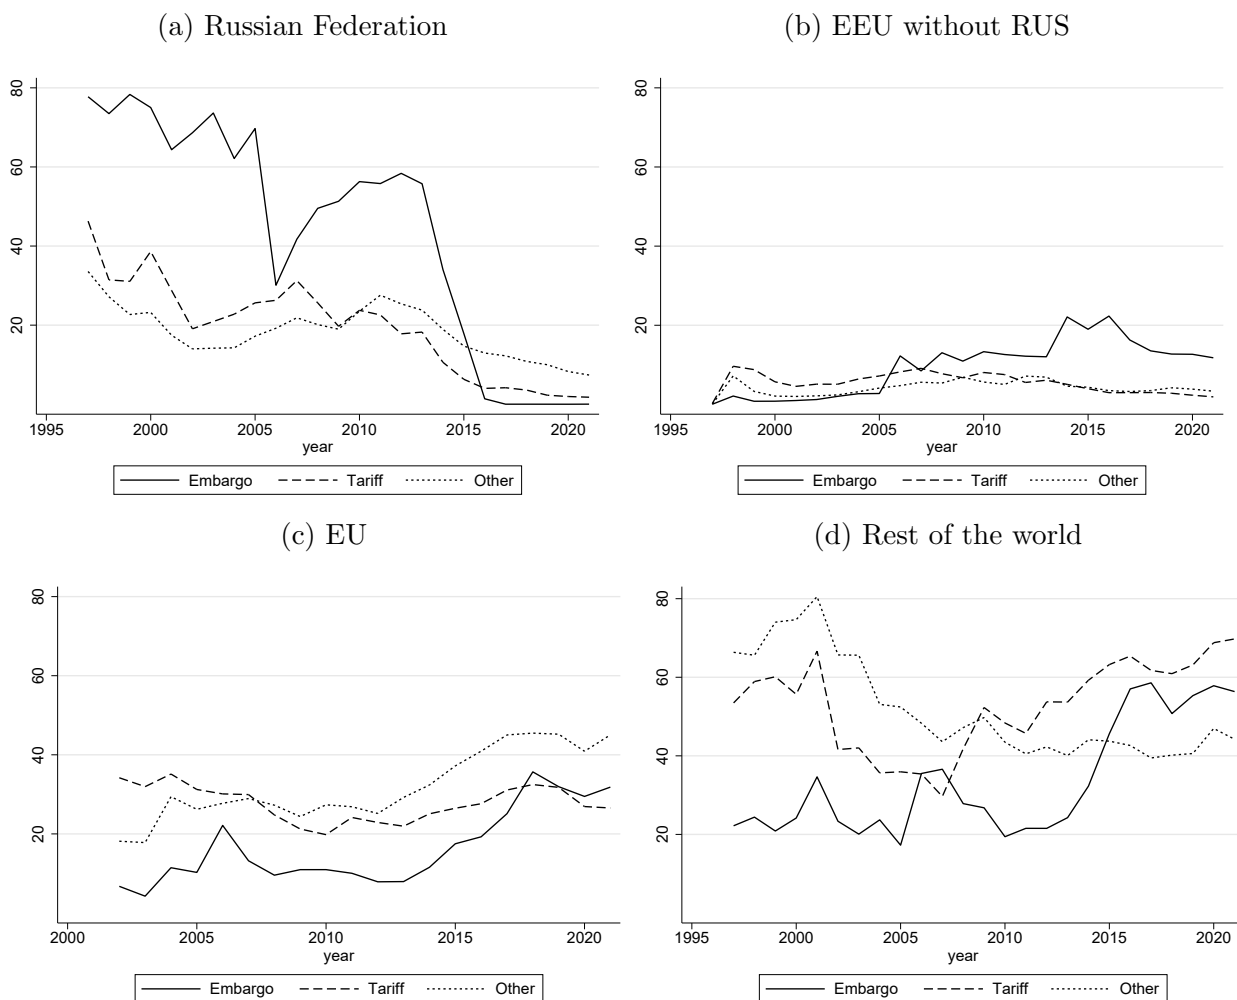 (a) Russian Federation
80
60
40
20
1995 2000 2005 2010 2015 2020
year
Embargo Tariff Other
(b) EEU without RUS
80
60
40
20
1995 2000 2005 2010 2015 2020
year
Embargo Tariff Other
(c) EU
80
60
40
20
2000 2005 2010 2015 2020
year
Embargo Tariff Other
(d) Rest of the world
80
60
40
20
1995 2000 2005 2010 2015 2020
year
Embargo Tariff Other